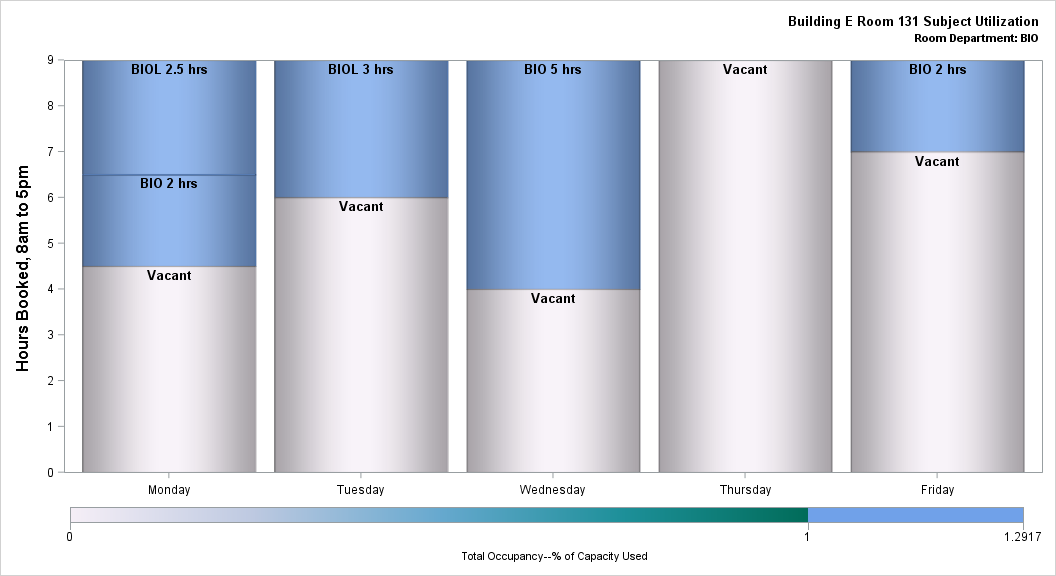 Building E Room 131 Subject Utilization
Room Department: BIO
Hours Booked, 8am to 5pm
9
8
7
6
5
4
3
2
1
0
BIOL 2.5 hrs
BIO 2 hrs
Vacant
BIOL 3 hrs
Vacant
BIO 5 hrs
Vacant
Vacant
BIO 2 hrs
Vacant
Monday Tuesday Wednesday Thursday Friday
0 1 1.2917
Total Occupancy--% of Capacity Used